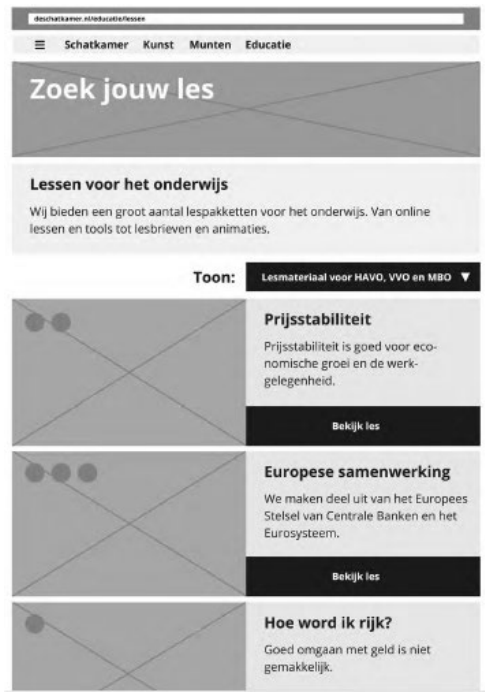 deschatkamer.nl/educatie/lessen
Schatkamer Kunst Munten Educatie
Zoek jouw les
Lessen voor het onderwijs
Wij bieden een groot aantal lespakketten voor het onderwijs. Van online
lessen en tools tot lesbrieven en animaties.
Toon: Lesmateriaal voor HAVO, VVO en MBO ▼
Prijsstabiliteit
Prijsstabiliteit is goed voor eco-
nomische groei en de werk-
gelegenheid.
Bekijk les
Europese samenwerking
We maken deel uit van het Europees
Stelsel van Centrale Banken en het
Eurosysteem.
Bekijk les
Hoe word ik rijk?
Goed omgaan met geld is niet
gemakkelijk.